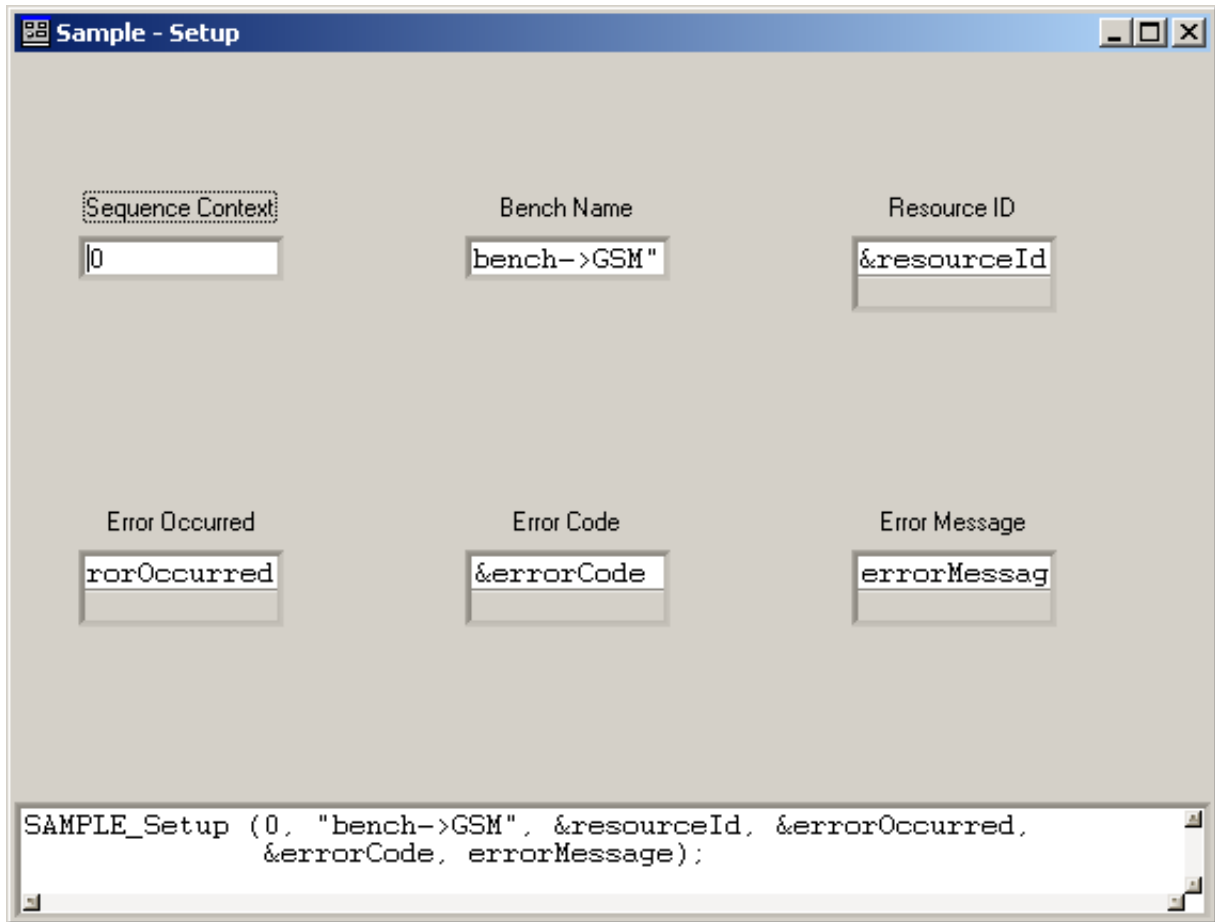 Sample - Setup
Sequence Context
Bench Name
Resource ID
0
bench->GSM"
&resourceId
Error Occurred
Error Code
Error Message
rorOccurred
&errorCode
errorMessag
SAMPLE_Setup (0, "bench->GSM", &resourceId, &errorOccurred,
&errorCode, errorMessage);